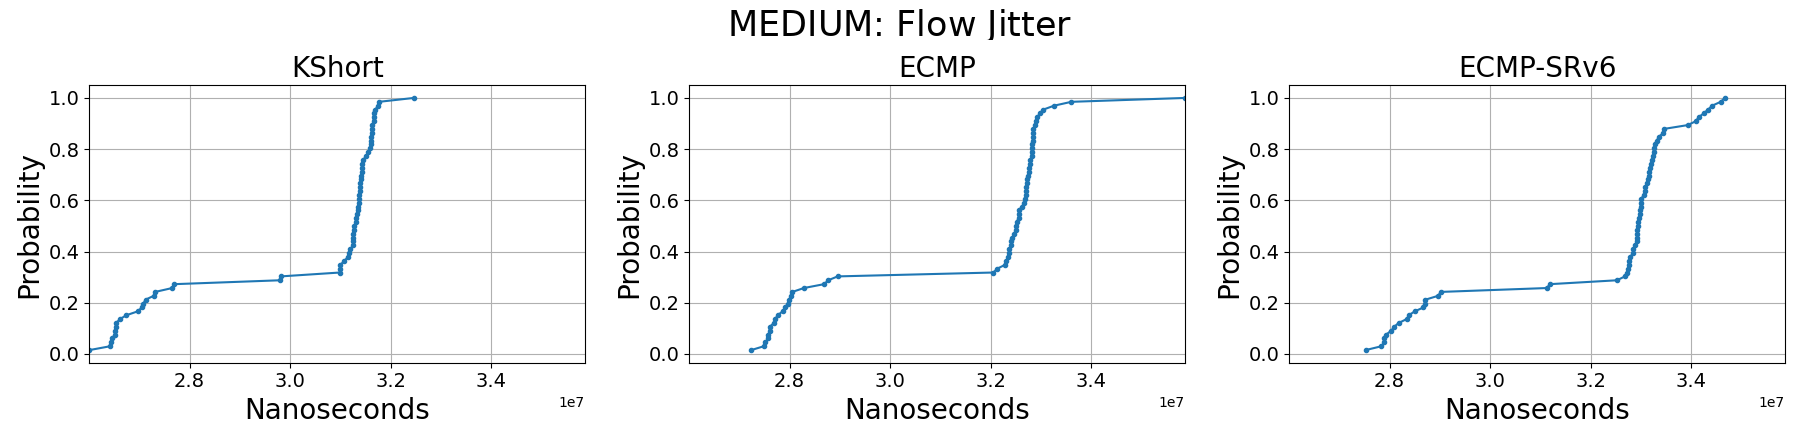 MEDIUM: Flow Jitter
KShort
1.0
0.8
0.6
0.4
0.2
0.0
Probability
2.8 3.0 3.2 3.4
1e7
Nanoseconds
ECMP
1.0
0.8
0.6
0.4
0.2
0.0
Probability
2.8 3.0 3.2 3.4
1e7
Nanoseconds
ECMP-SRv6
1.0
0.8
0.6
0.4
0.2
0.0
Probability
2.8 3.0 3.2 3.4
1e7
Nanoseconds